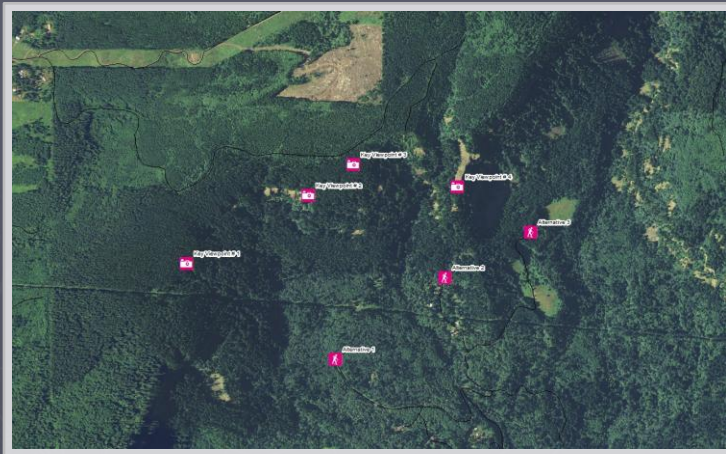 Key Viewpoint # 3
Key Viewpoint # 4
Key Viewpoint # 2
Alternative 3
Key Viewpoint # 1
Alternative 2
Alternative 1